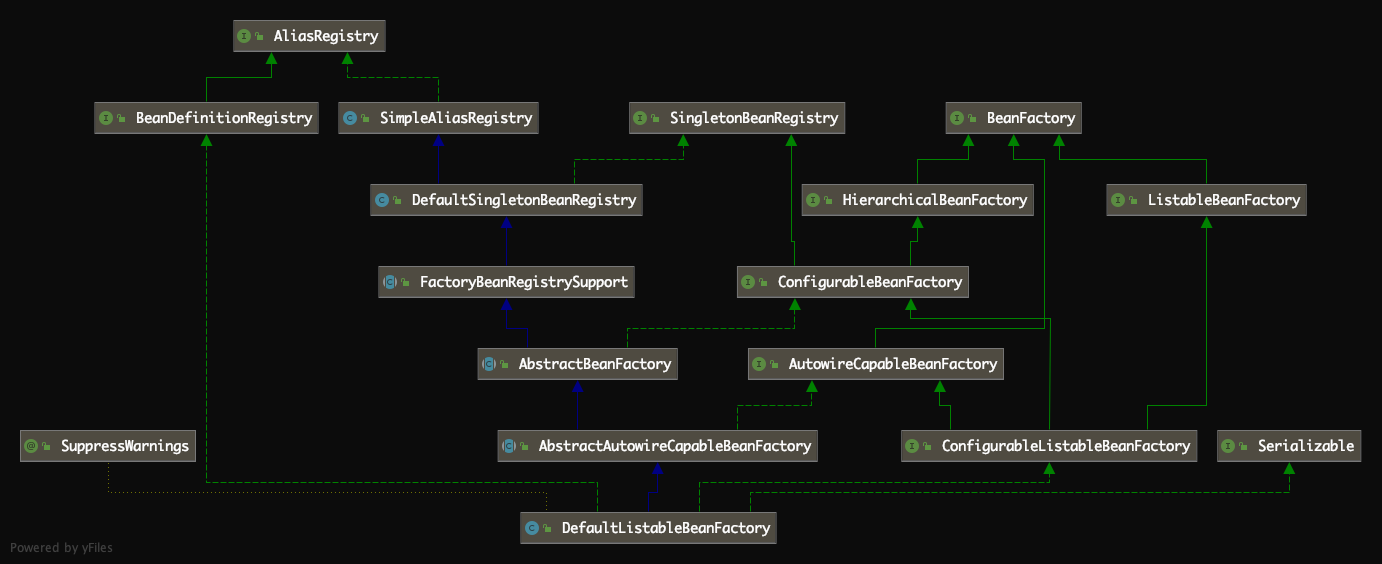 AliasRegistry
BeanDefinitionRegistry
SimpleAliasRegistry
SingletonBeanRegistry
BeanFactory
DefaultSingletonBeanRegistry
HierarchicalBeanFactory
ListableBeanFactory
FactoryBeanRegistrySupport
ConfigurableBeanFactory
AbstractBeanFactory
AutowireCapableBeanFactory
SuppressWarnings
AbstractAutowireCapableBeanFactory
ConfigurableListableBeanFactory
Serializable
DefaultListableBeanFactory
Powered by yFiles